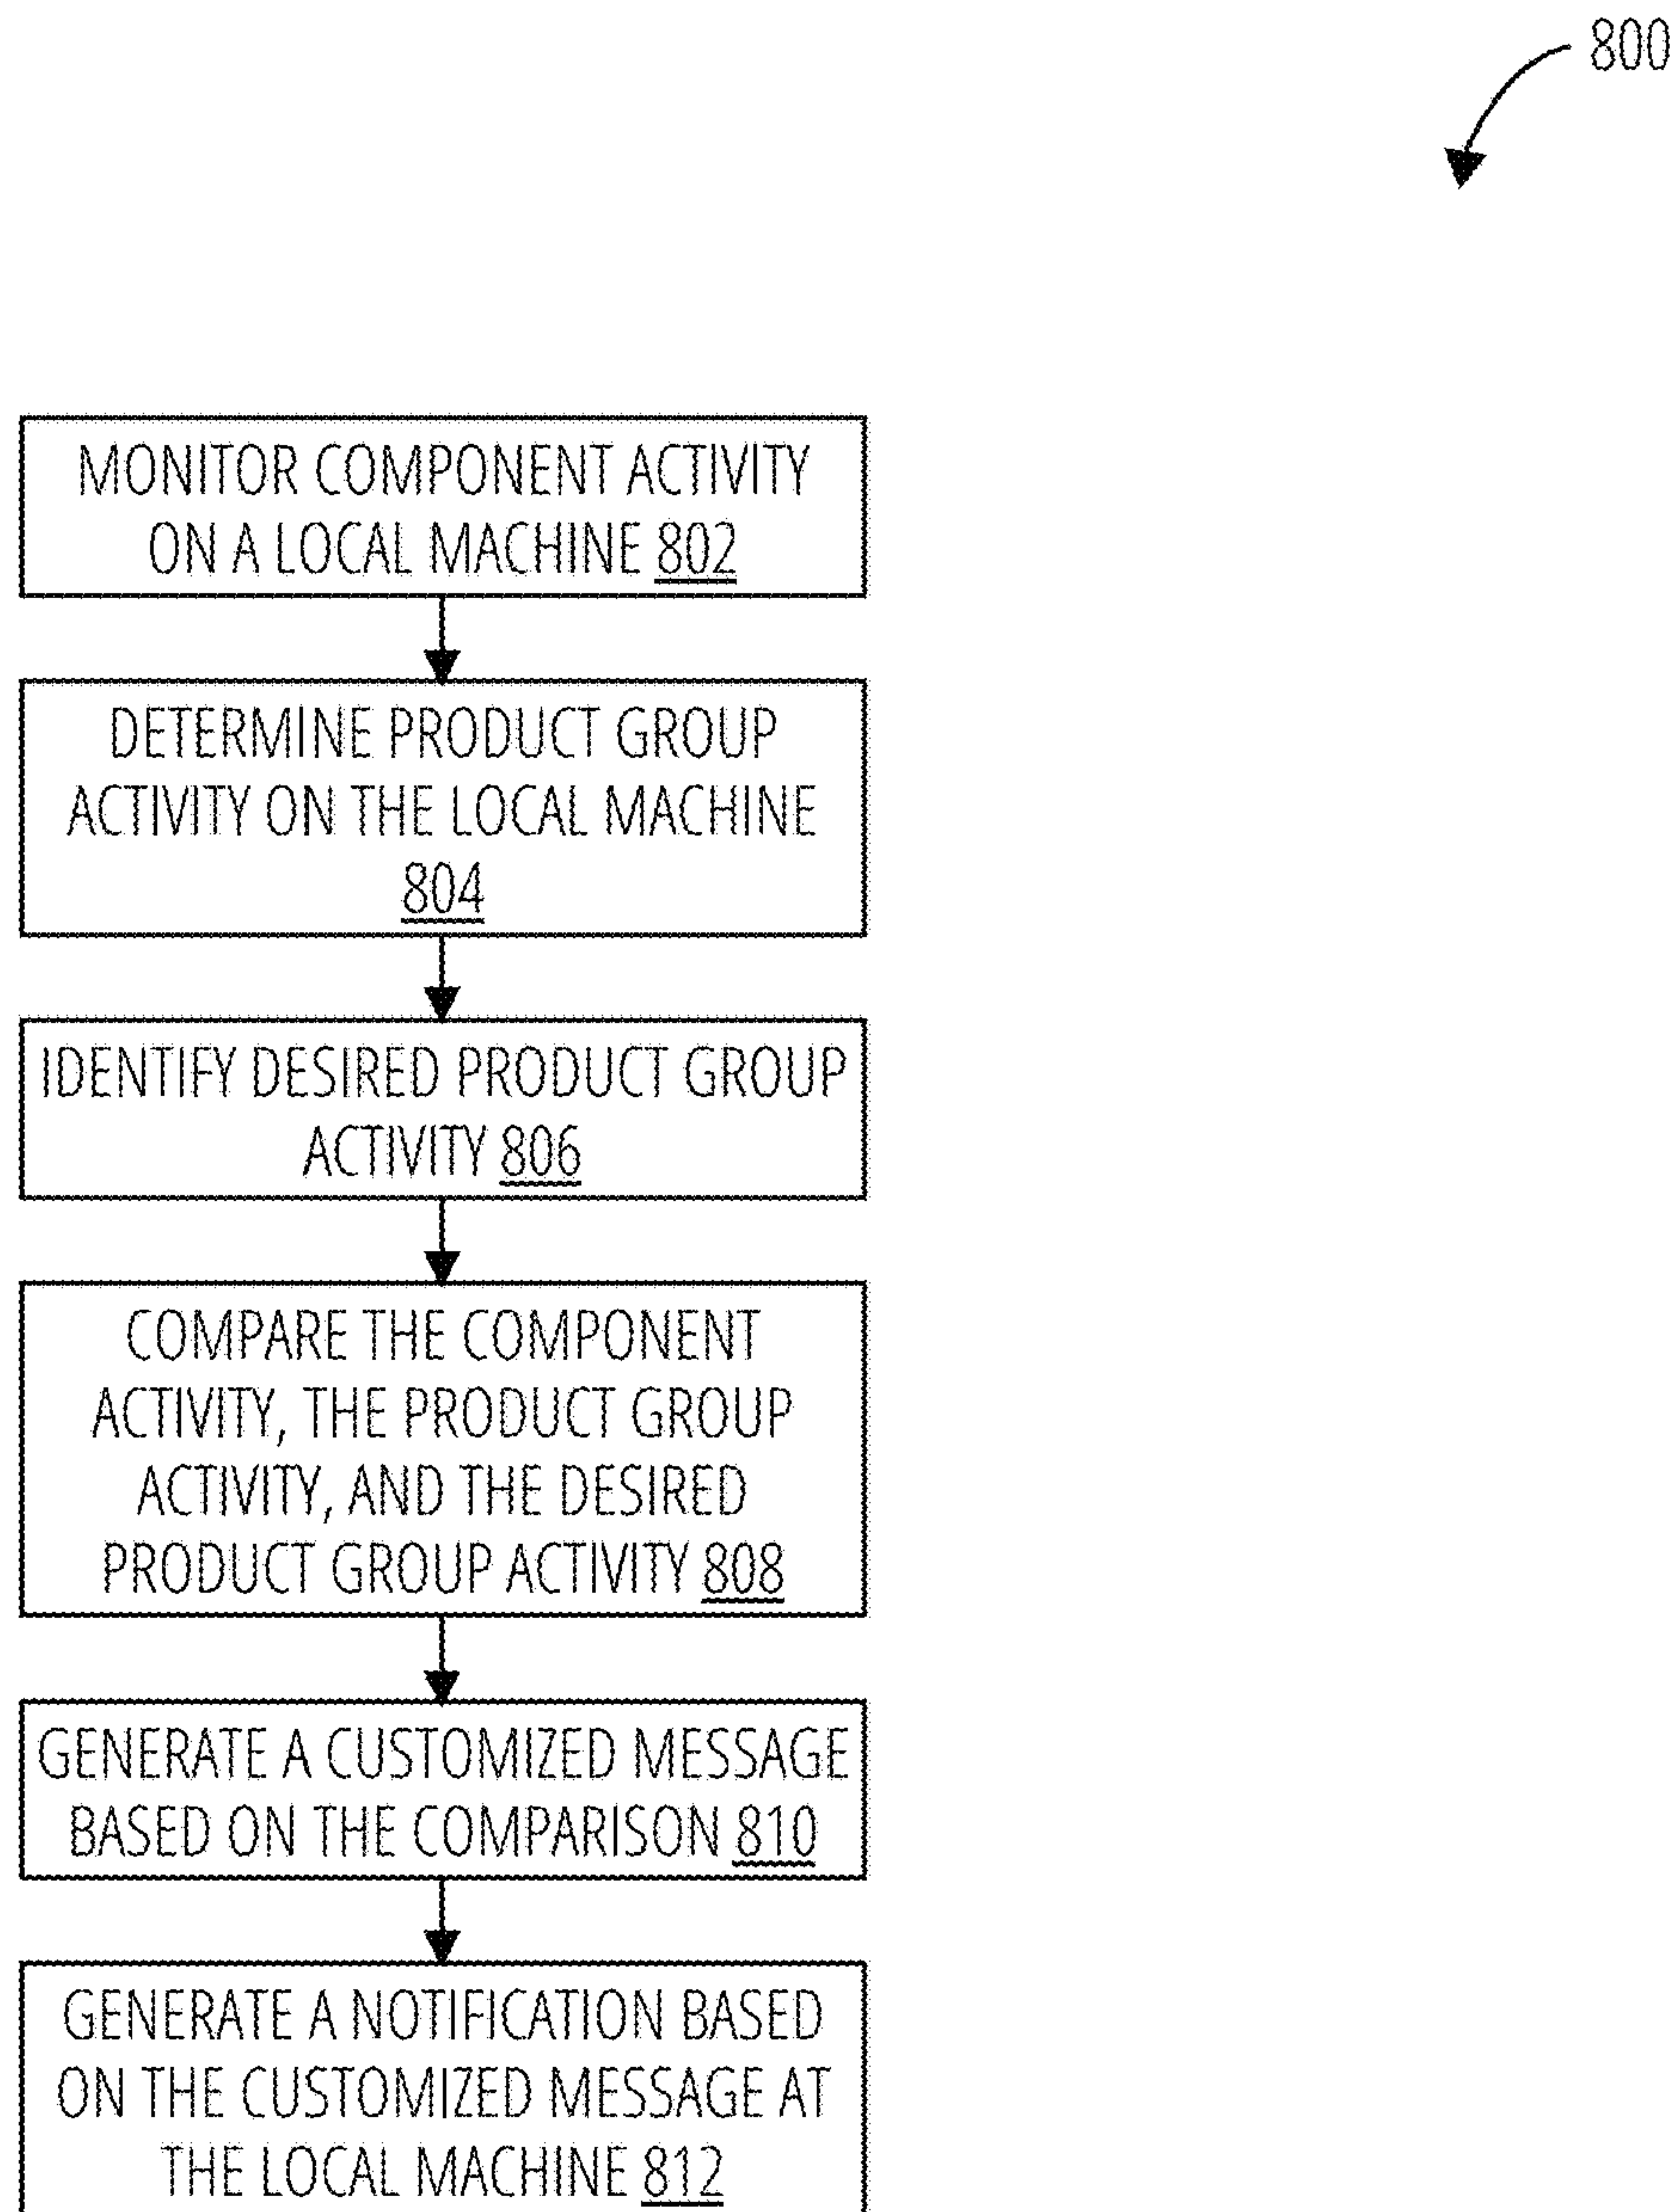 800
MONITOR COMPONENT ACTIVITY
ON A LOCAL MACHINE 802
DETERMINE PRODUCT GROUP
ACTIVITY ON THE LOCAL MACHINE
804
IDENTIFY DESIRED PRODUCT GROUP
ACTIVITY 806
COMPARE THE COMPONENT
ACTIVITY, THE PRODUCT GROUP
ACTIVITY, AND THE DESIRED
PRODUCT GROUP ACTIVITY 808
GENERATE A CUSTOMIZED MESSAGE
BASED ON THE COMPARISON 810
GENERATE A NOTIFICATION BASED
ON THE CUSTOMIZED MESSAGE AT
THE LOCAL MACHINE 812